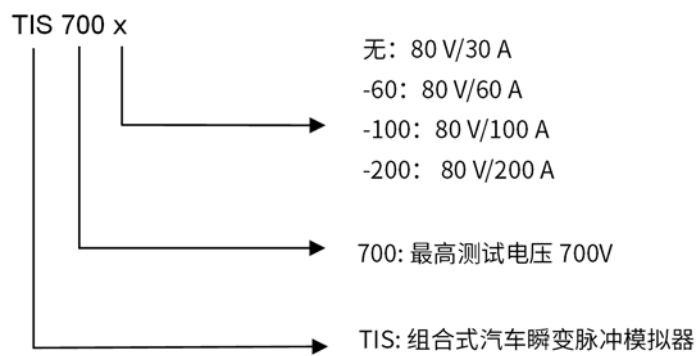 TIS 700 x
无：80 V/30 A
-60：80 V/60 A
-100：80 V/100 A
-200： 80 V/200 A
700: 最高测试电压 700V
TIS: 组合式汽车瞬变脉冲模拟器